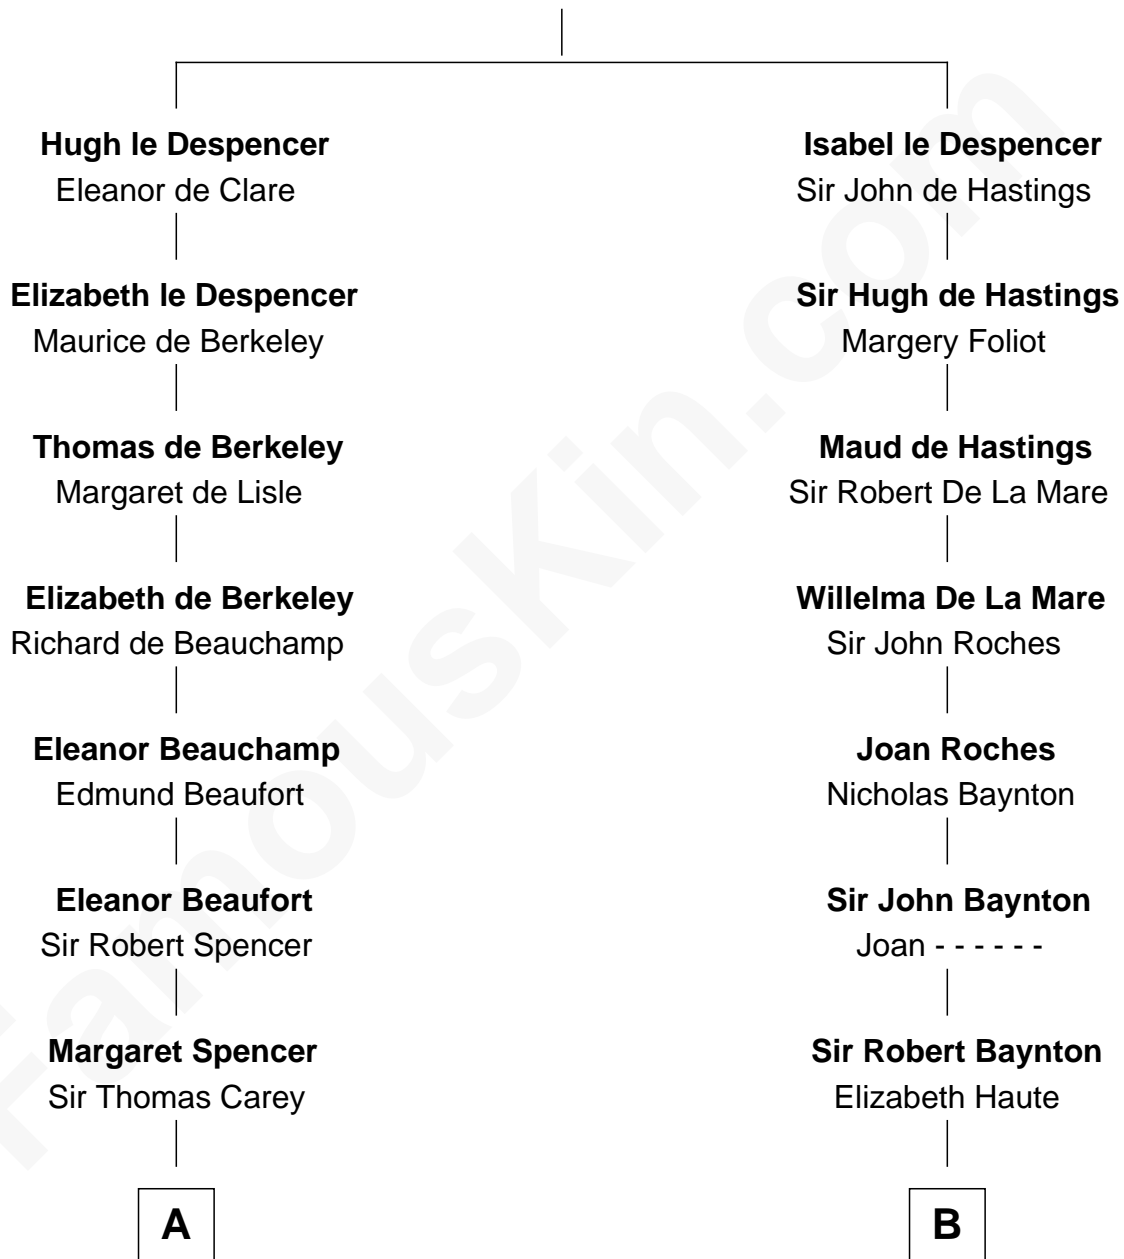 Hugh le Despencer
Eleanor de Clare
Elizabeth le Despencer
Maurice de Berkeley
Thomas de Berkeley
Margaret de Lisle
Elizabeth de Berkeley
Richard de Beauchamp
Eleanor Beauchamp
Edmund Beaufort
Eleanor Beaufort
Sir Robert Spencer
Margaret Spencer
Sir Thomas Carey
A
Isabel le Despencer
Sir John de Hastings
Sir Hugh de Hastings
Margery Foliot
Maud de Hastings
Sir Robert De La Mare
Willelma De La Mare
Sir John Roches
Joan Roches
Nicholas Baynton
Sir John Baynton
Joan - - - - - -
Sir Robert Baynton
Elizabeth Haute
B
FamousKin.com